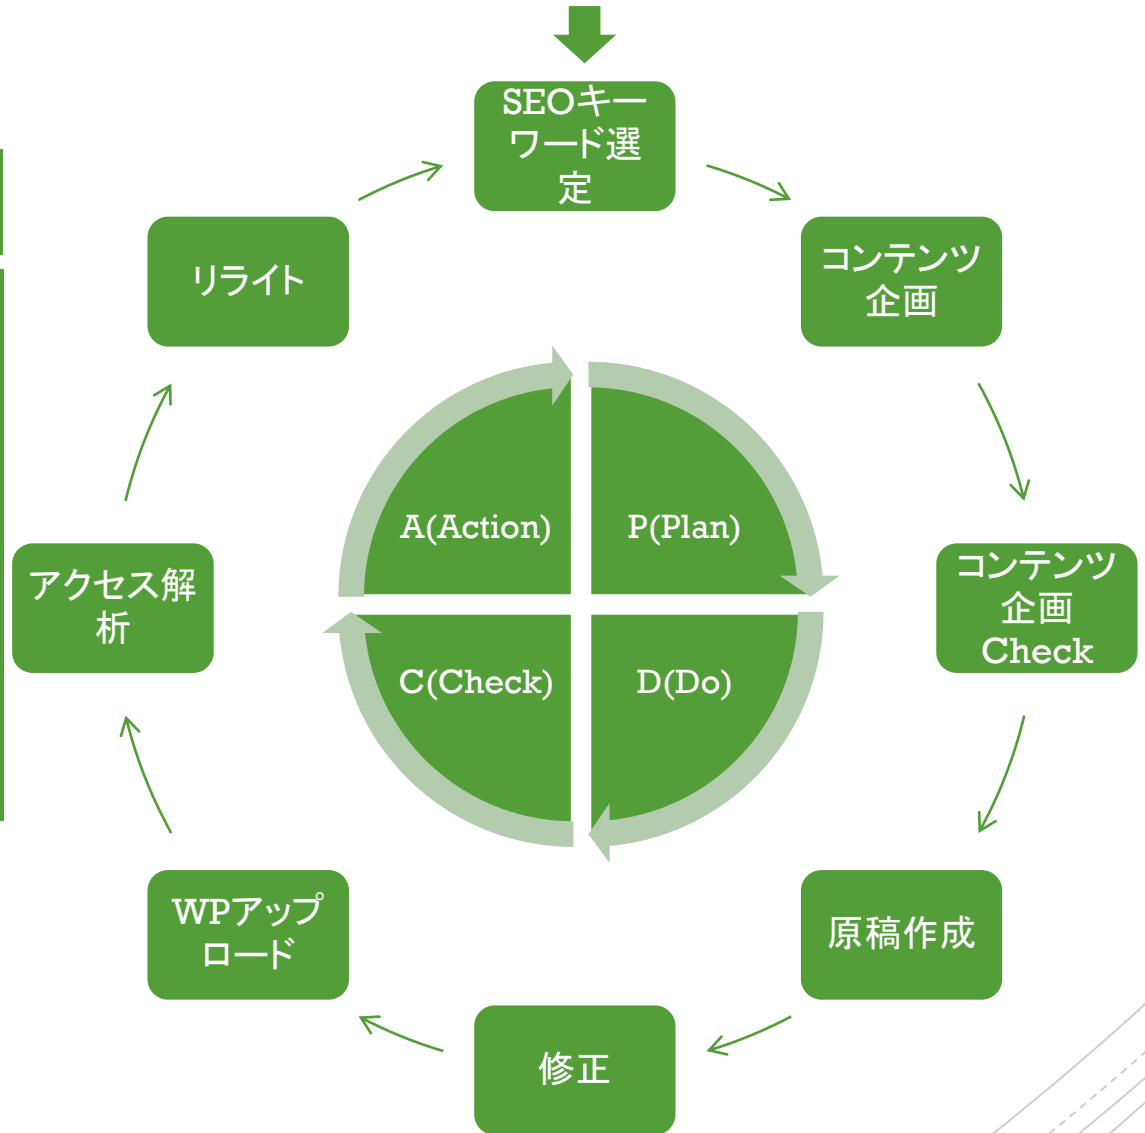 SEOキー
ワード選
定
コンテンツ
企画
コンテンツ
企画
Check
原稿作成
修正
WPアップ
ロード
アクセス解
析
リライト
P(Plan)
D(Do)
C(Check)
A(Action)